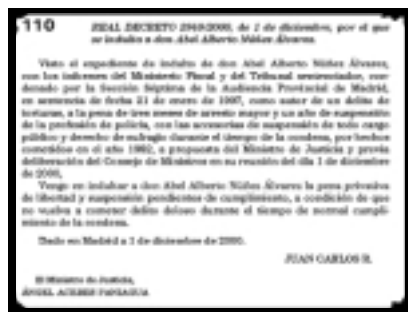 110 REAL DECRETO 1949/2000, de 1 de diciembre, por el que
se indulta a don Abel Alberto Núñez Álvarez.
Visto el expediente de indulto de don Abel Alberto Núñez Álvarez,
con los informes del Ministerio Fiscal y del Tribunal sentenciador, con-
denado por la Sección Séptima de la Audiencia Provincial de Madrid,
en sentencia de fecha 21 de enero de 1997, como autor de un delito de
torturas, a la pena de tres meses de arresto mayor y un año de suspensión
de la profesión de policía, con las accesorias de suspensión de todo cargo
público y derecho de sufragio durante el tiempo de la condena, por hechos
cometidos en el año 1982, a propuesta del Ministro de Justicia y previa
deliberación del Consejo de Ministros en su reunión del día 1 de diciembre
de 2000,
Vengo en indultar a don Abel Alberto Núñez Álvarez la pena privativa
de libertad y suspensión pendientes de cumplimiento, a condición de que
no vuelva a cometer delito doloso durante el tiempo de normal cumpli-
miento de la condena.
Dado en Madrid a 1 de diciembre de 2000.
JUAN CARLOS R.
El Ministro de Justicia,
ÁNGEL ACEBES PANIAGUA